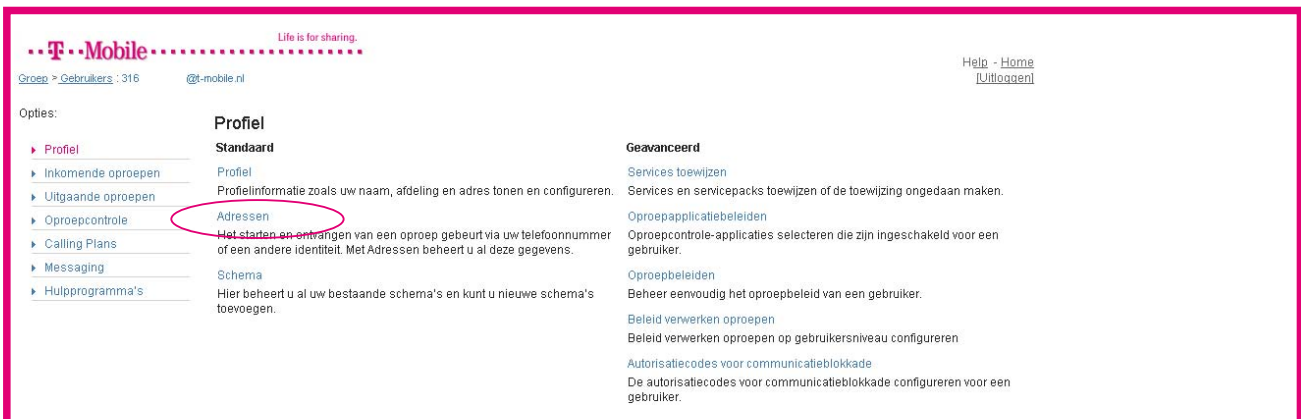 Life is for sharing.
··T··Mobile·
Help - Home
Groep > Gebruikers : 316 @t-mobile.nl
[Uitloggen]
Opties:
Profiel
Inkomende oproepen
Uitgaande oproepen
Oproepcontrole
Calling Plans
Messaging
Hulpprogramma's
Profiel
Standaard
Profiel
Profielinformatie zoals uw naam, afdeling en adres tonen en configureren.
Adressen
Het starten en ontvangen van een oproep gebeurt via uw telefoonnummer
of een andere identiteit. Met Adressen beheert u al deze gegevens.
Schema
Hier beheert u al uw bestaande schema's en kunt u nieuwe schema's
toevoegen.
Geavanceerd
Services toewijzen
Services en servicepacks toewijzen of de toewijzing ongedaan maken.
Oproepapplicatiebeleiden
Oproepcontrole-applicaties selecteren die zijn ingeschakeld voor een
gebruiker.
Oproepbeleiden
Beheer eenvoudig het oproepbeleid van een gebruiker.
Beleid verwerken oproepen
Beleid verwerken oproepen op gebruikersniveau configureren
Autorisatiecodes voor communicatieblokkade
De autorisatiecodes voor communicatieblokkade configureren voor een
gebruiker.